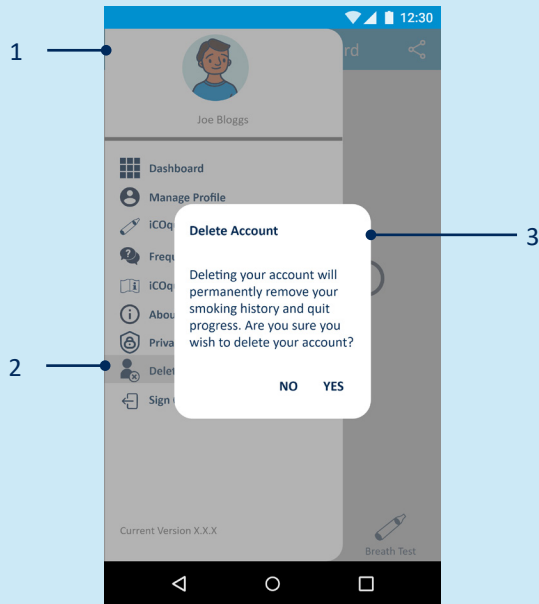 12:30
1
rd
Joe Bloggs
Dashboard
Manage Profile
iCOqu
Delete Account
3
Frequ
Deleting your account will
iCOq
permanently remove your
smoking history and quit
Abou
progress. Are you sure you
Priva
wish to delete your account?
2
Delet
NO YES
Sign
Current Version X.X.X
Breath Test